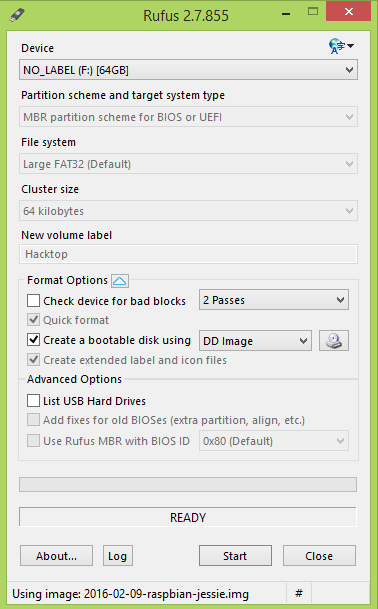 Rufus 2.7.855
Device
NO_LABEL (F:) [64GB]
Partition scheme and target system type
MBR partition scheme for BIOS or UEFI
File system
Large FAT32 (Default)
Cluster size
64 kilobytes
New volume label
Hacktop
Format Options
Check device for bad blocks 2 Passes
Quick format
Create a bootable disk using DD Image
Create extended label and icon files
Advanced Options
List USB Hard Drives
Add fixes for old BIOSes (extra partition, align, etc.)
Use Rufus MBR with BIOS ID 0x80 (Default)
READY
About... Log Start Close
Using image: 2016-02-09-raspbian-jessie.img #